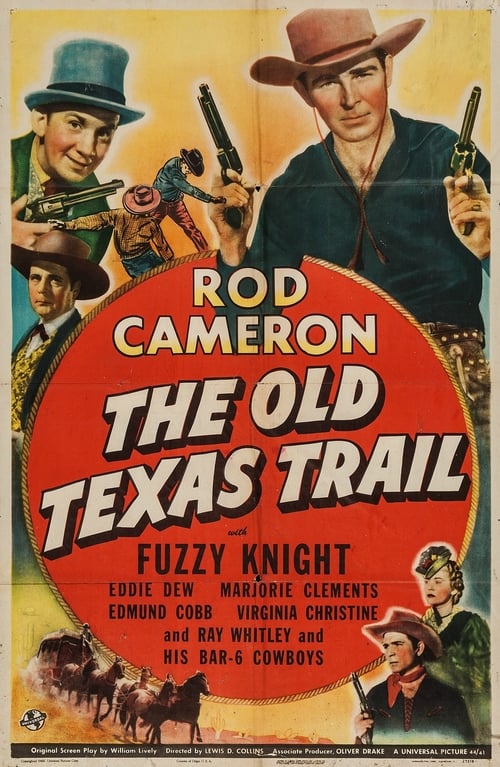 ROD
CAMERON
THE OLD
TEXAS TRAIL
with
FUZZY KNIGHT
EDDIE DEW MARJORIE CLEMENTS
EDMUND COBB VIRGINIA CHRISTINE
and RAY WHITLEY and
HIS BAR-6 COWBOYS
Original Screen Play by William Lively Directed by LEWIS D. COLLINS Associate Producer, OLIVER DRAKE A UNIVERSAL PICTURE 44/61